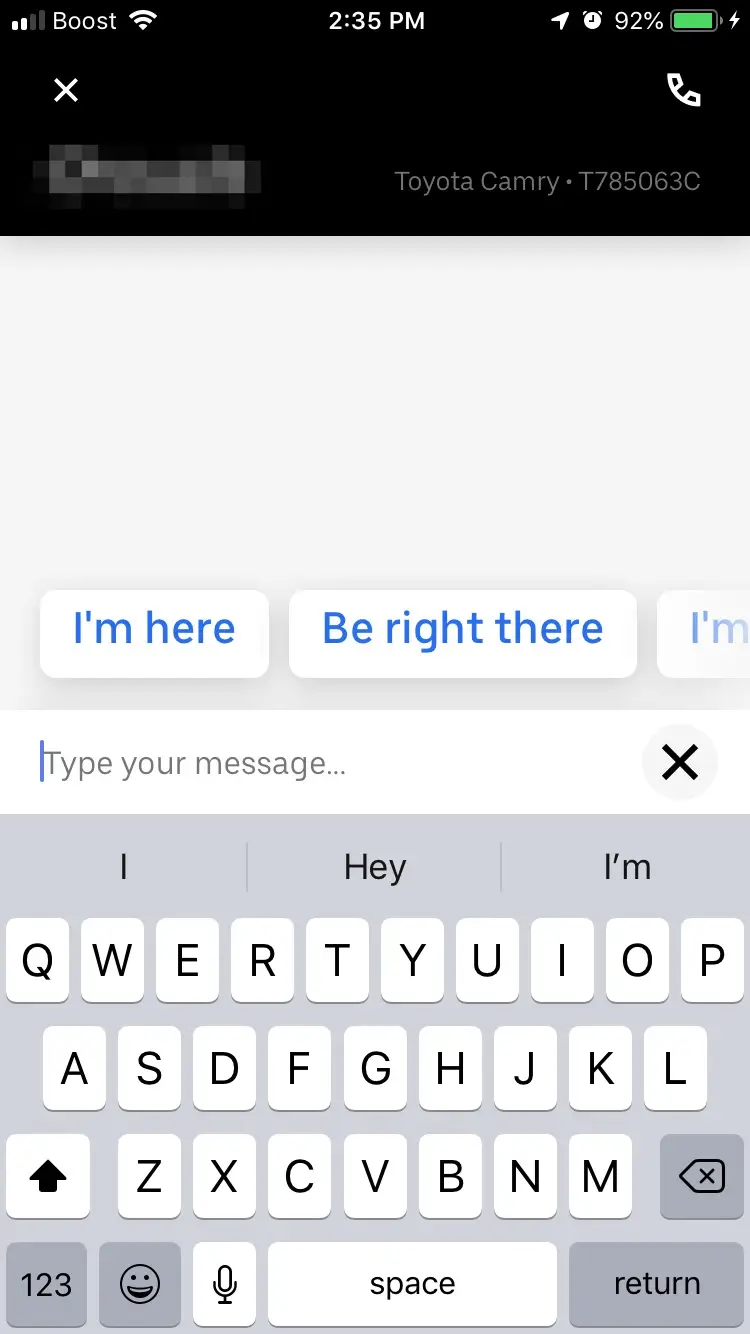 Boost 2:35 PM 92%
Toyota Camry • T785063C
I'm here Be right there I'm
Type your message...
I Hey I’m
Q W E R T Y U I O P
A S D F G H J K L
Z X C V B N M
123 space return